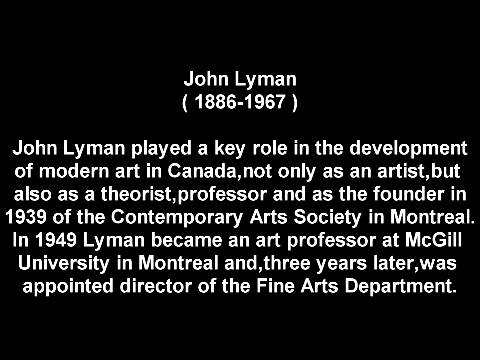 John Lyman
( 1886-1967 )
John Lyman played a key role in the development
of modern art in Canada,not only as an artist,but
also as a theorist,professor and as the founder in
1939 of the Contemporary Arts Society in Montreal.
In 1949 Lyman became an art professor at McGill
University in Montreal and,three years later,was
appointed director of the Fine Arts Department.